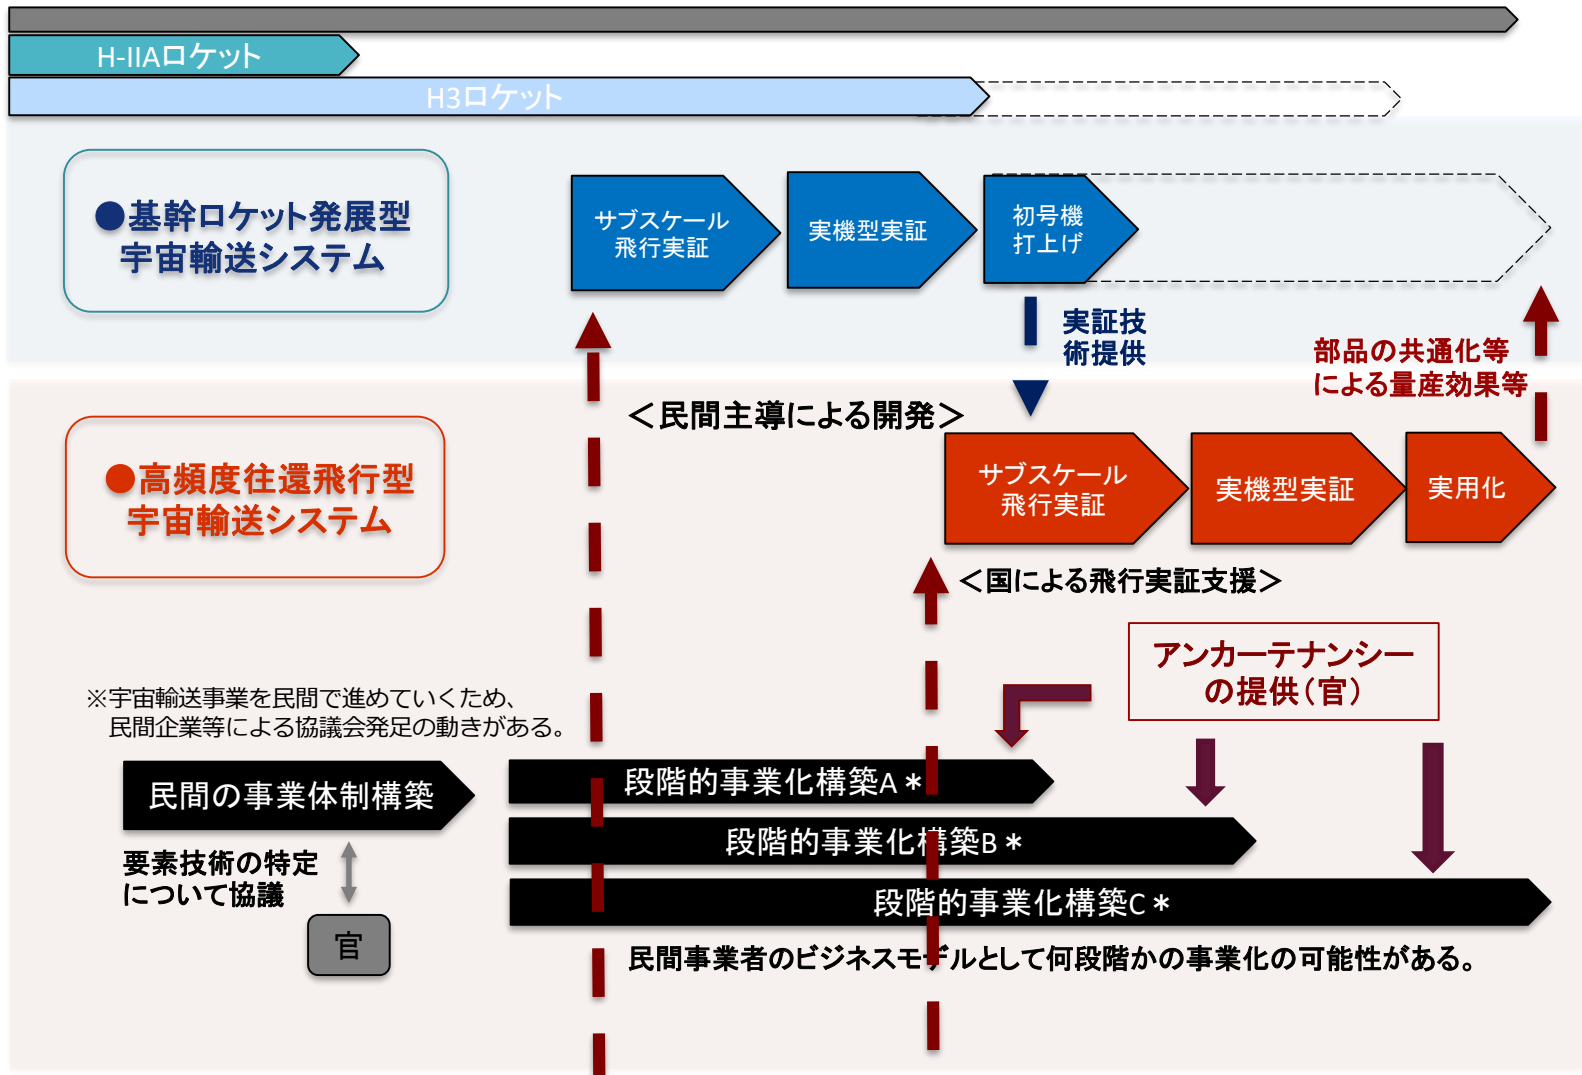 H-IIAロケット
H3ロケット
●基幹ロケット発展型
宇宙輸送システム
サブスケール
飛行実証
実機型実証
初号機
打上げ
実証技
術提供
部品の共通化等
による量産効果等
＜民間主導による開発＞
●高頻度往還飛行型
宇宙輸送システム
サブスケール
飛行実証
実機型実証
実用化
＜国による飛行実証支援＞
アンカーテナンシー
の提供（官）
※宇宙輸送事業を民間で進めていくため、
民間企業等による協議会発足の動きがある。
民間の事業体制構築
段階的事業化構築A＊
段階的事業化構築B＊
段階的事業化構築C＊
要素技術の特定
について協議
官
民間事業者のビジネスモデルとして何段階かの事業化の可能性がある。